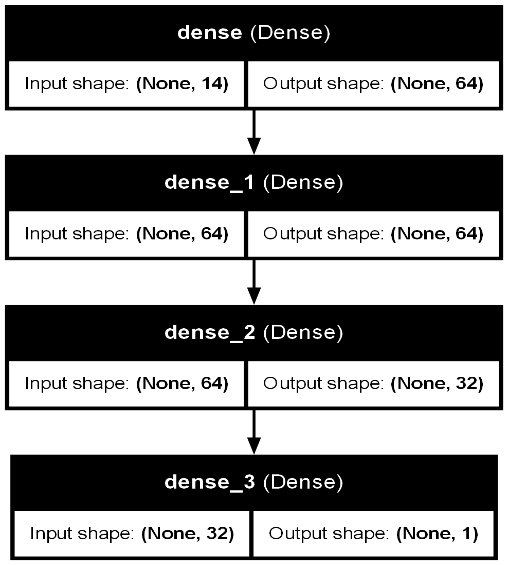 dense (Dense)
Input shape: (None, 14) Output shape: (None, 64)
dense_1 (Dense)
Input shape: (None, 64) Output shape: (None, 64)
dense_2 (Dense)
Input shape: (None, 64) Output shape: (None, 32)
dense_3 (Dense)
Input shape: (None, 32) Output shape: (None, 1)